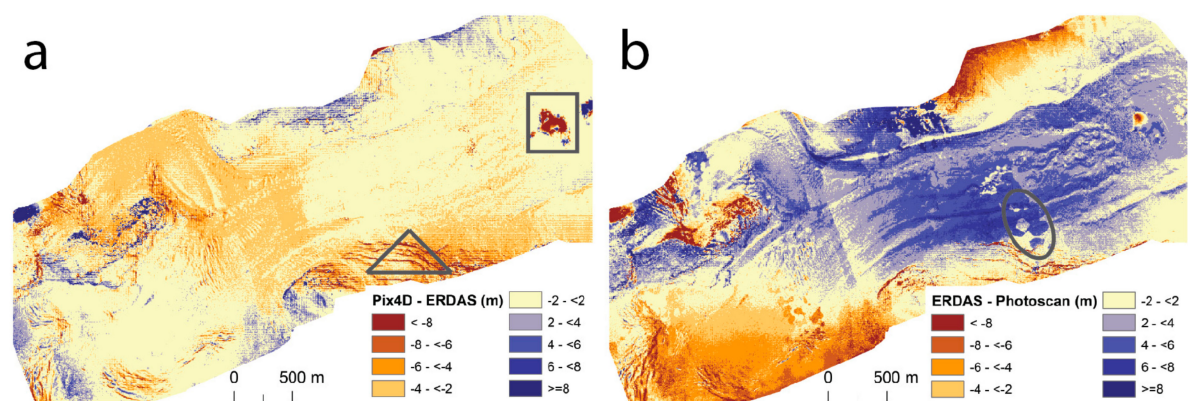 a
Pix4D - ERDAS (m)
< -8
-8 - <-6
-6 - <-4
-4 - <-2
-2 - <2
2 - <4
4 - <6
6 - <8
>=8
0 500 m
b
ERDAS - Photoscan (m)
< -8
-8 - <-6
-6 - <-4
-4 - <-2
-2 - <2
2 - <4
4 - <6
6 - <8
>=8
0 500 m